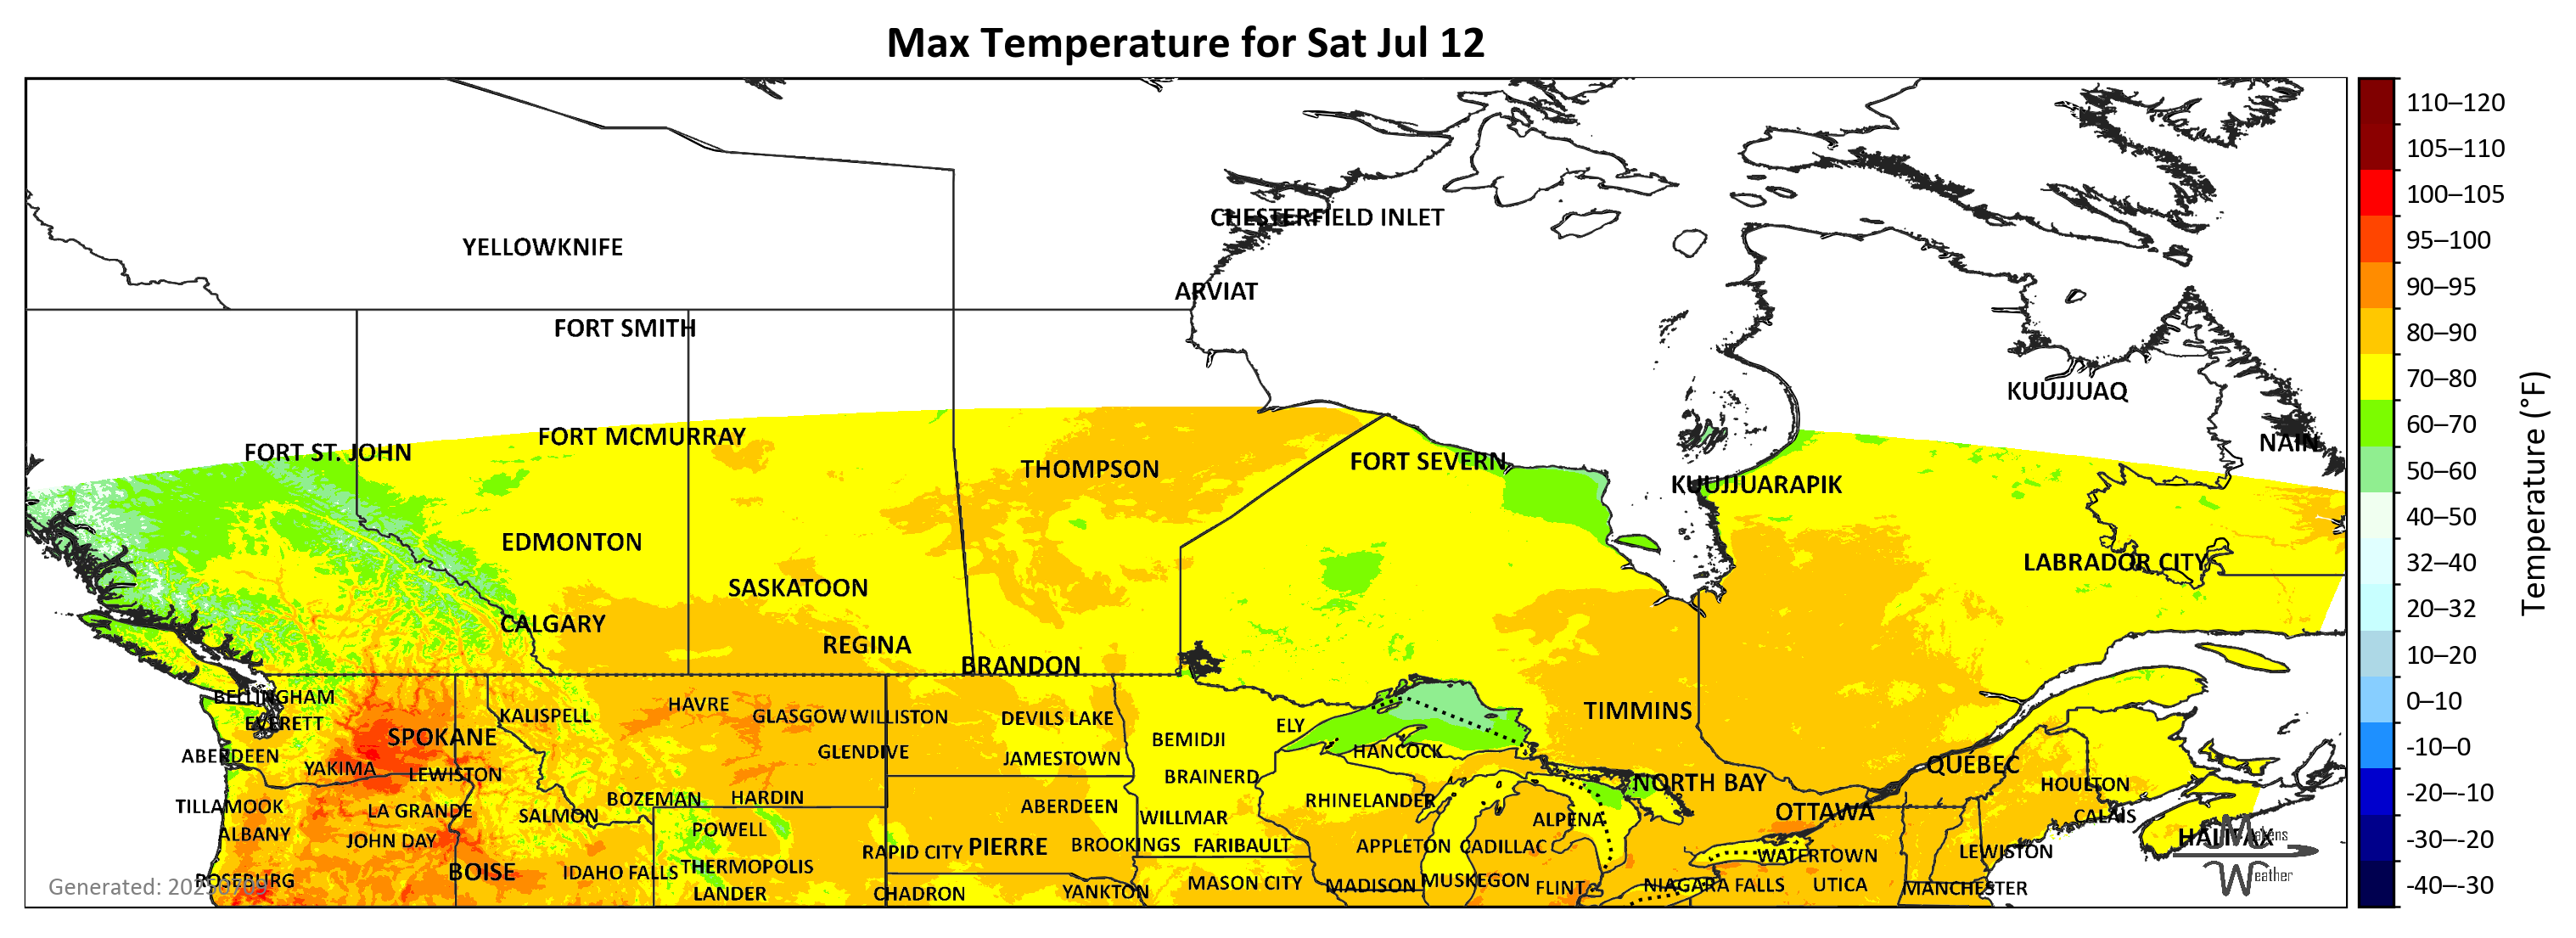 Max Temperature for Sat Jul 12
CHESTERFIELD INLET
YELLOWKNIFE
ARVIAT
FORT SMITH
KUUJJUAQ
FORT MCMURRAY
NAIN
FORT ST. JOHN
FORT SEVERN
THOMPSON
KUUJJUARAPIK
EDMONTON
LABRADOR CITY
SASKATOON
CALGARY
REGINA
BRANDON
BELLINGHAM
HAVRE
TIMMINS
KALISPELL
GLASGOW WILLISTON
DEVILS LAKE
EVERETT
ELY
SPOKANE
BEMIDJI
HANCOCK
GLENDIVE
ABERDEEN
JAMESTOWN
QUÉBEC
YAKIMA
LEWISTON
BRAINERD
NORTH BAY
HOULTON
BOZEMAN
HARDIN
RHINELANDER
TILLAMOOK
ABERDEEN
LA GRANDE
OTTAWA
SALMON
CALAIS
WILLMAR
ALPENA
POWELL
ALBANY
HALIFAX
Makens
JOHN DAY
PIERRE
BROOKINGS
FARIBAULT
APPLETON
CADILLAC
RAPID CITY
LEWISTON
WATERTOWN
THERMOPOLIS
BOISE
IDAHO FALLS
Weather
ROSEBURG
MUSKEGON
MASON CITY
MADISON
NIAGARA FALLS
UTICA
FLINT
MANCHESTER
YANKTON
LANDER
CHADRON
110–120
105–110
100–105
95–100
90–95
80–90
70–80
60–70
50–60
40–50
32–40
20–32
10–20
0–10
-10–0
-20–-10
-30–-20
-40–-30
Temperature (°F)